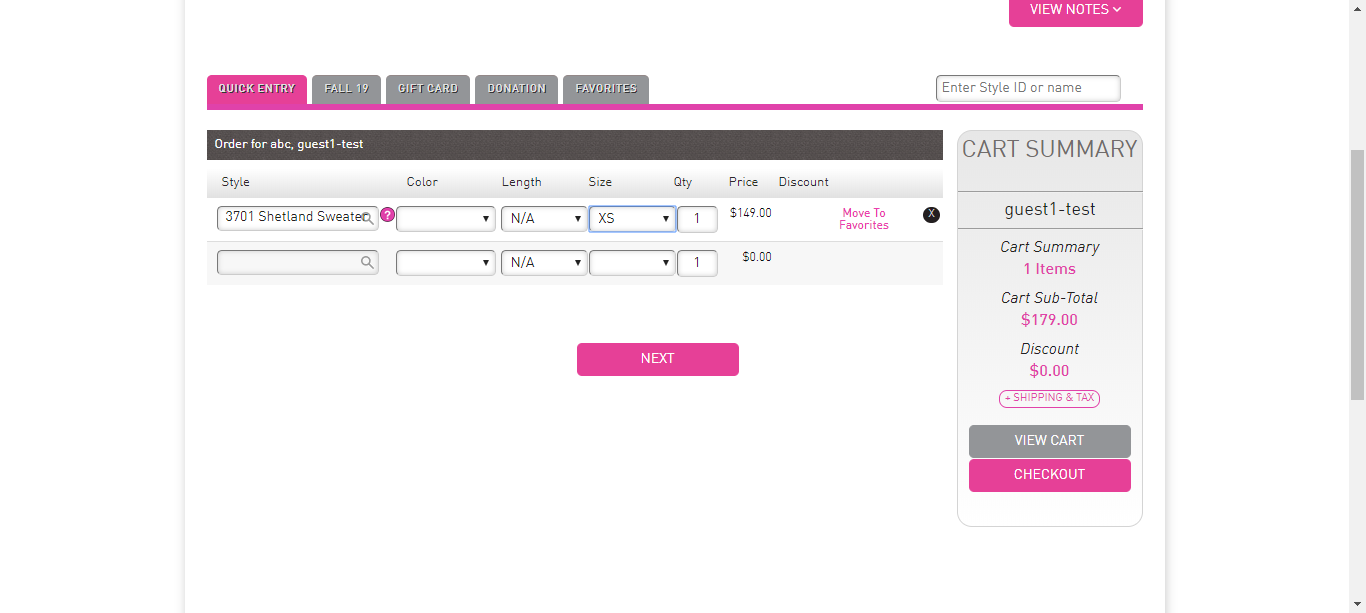 VIEW NOTES
QUICK ENTRY FALL 19 GIFT CARD DONATION FAVORITES Enter Style ID or name
Order for abc, guest1-test
Style Color Length Size Qty Price Discount
3701 Shetland Sweater ? N/A XS 1 $149.00 Move To Favorites X
N/A 1 $0.00
NEXT
CART SUMMARY
guest1-test
Cart Summary
1 Items
Cart Sub-Total
$179.00
Discount
$0.00
+ SHIPPING & TAX
VIEW CART
CHECKOUT